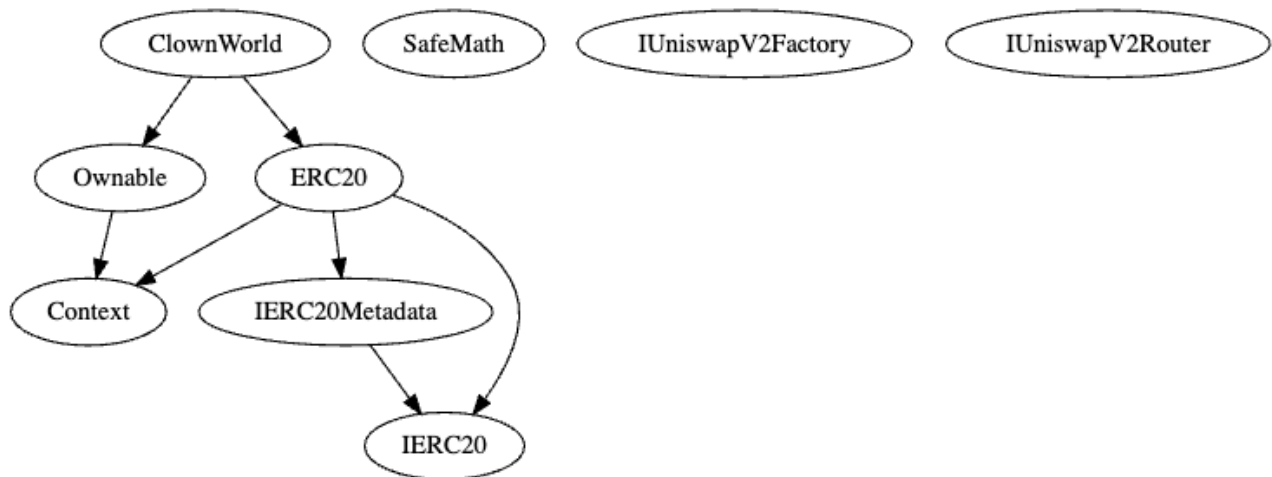 ClownWorld
SafeMath
IUniswapV2Factory
IUniswapV2Router
Ownable
ERC20
Context
IERC20Metadata
IERC20